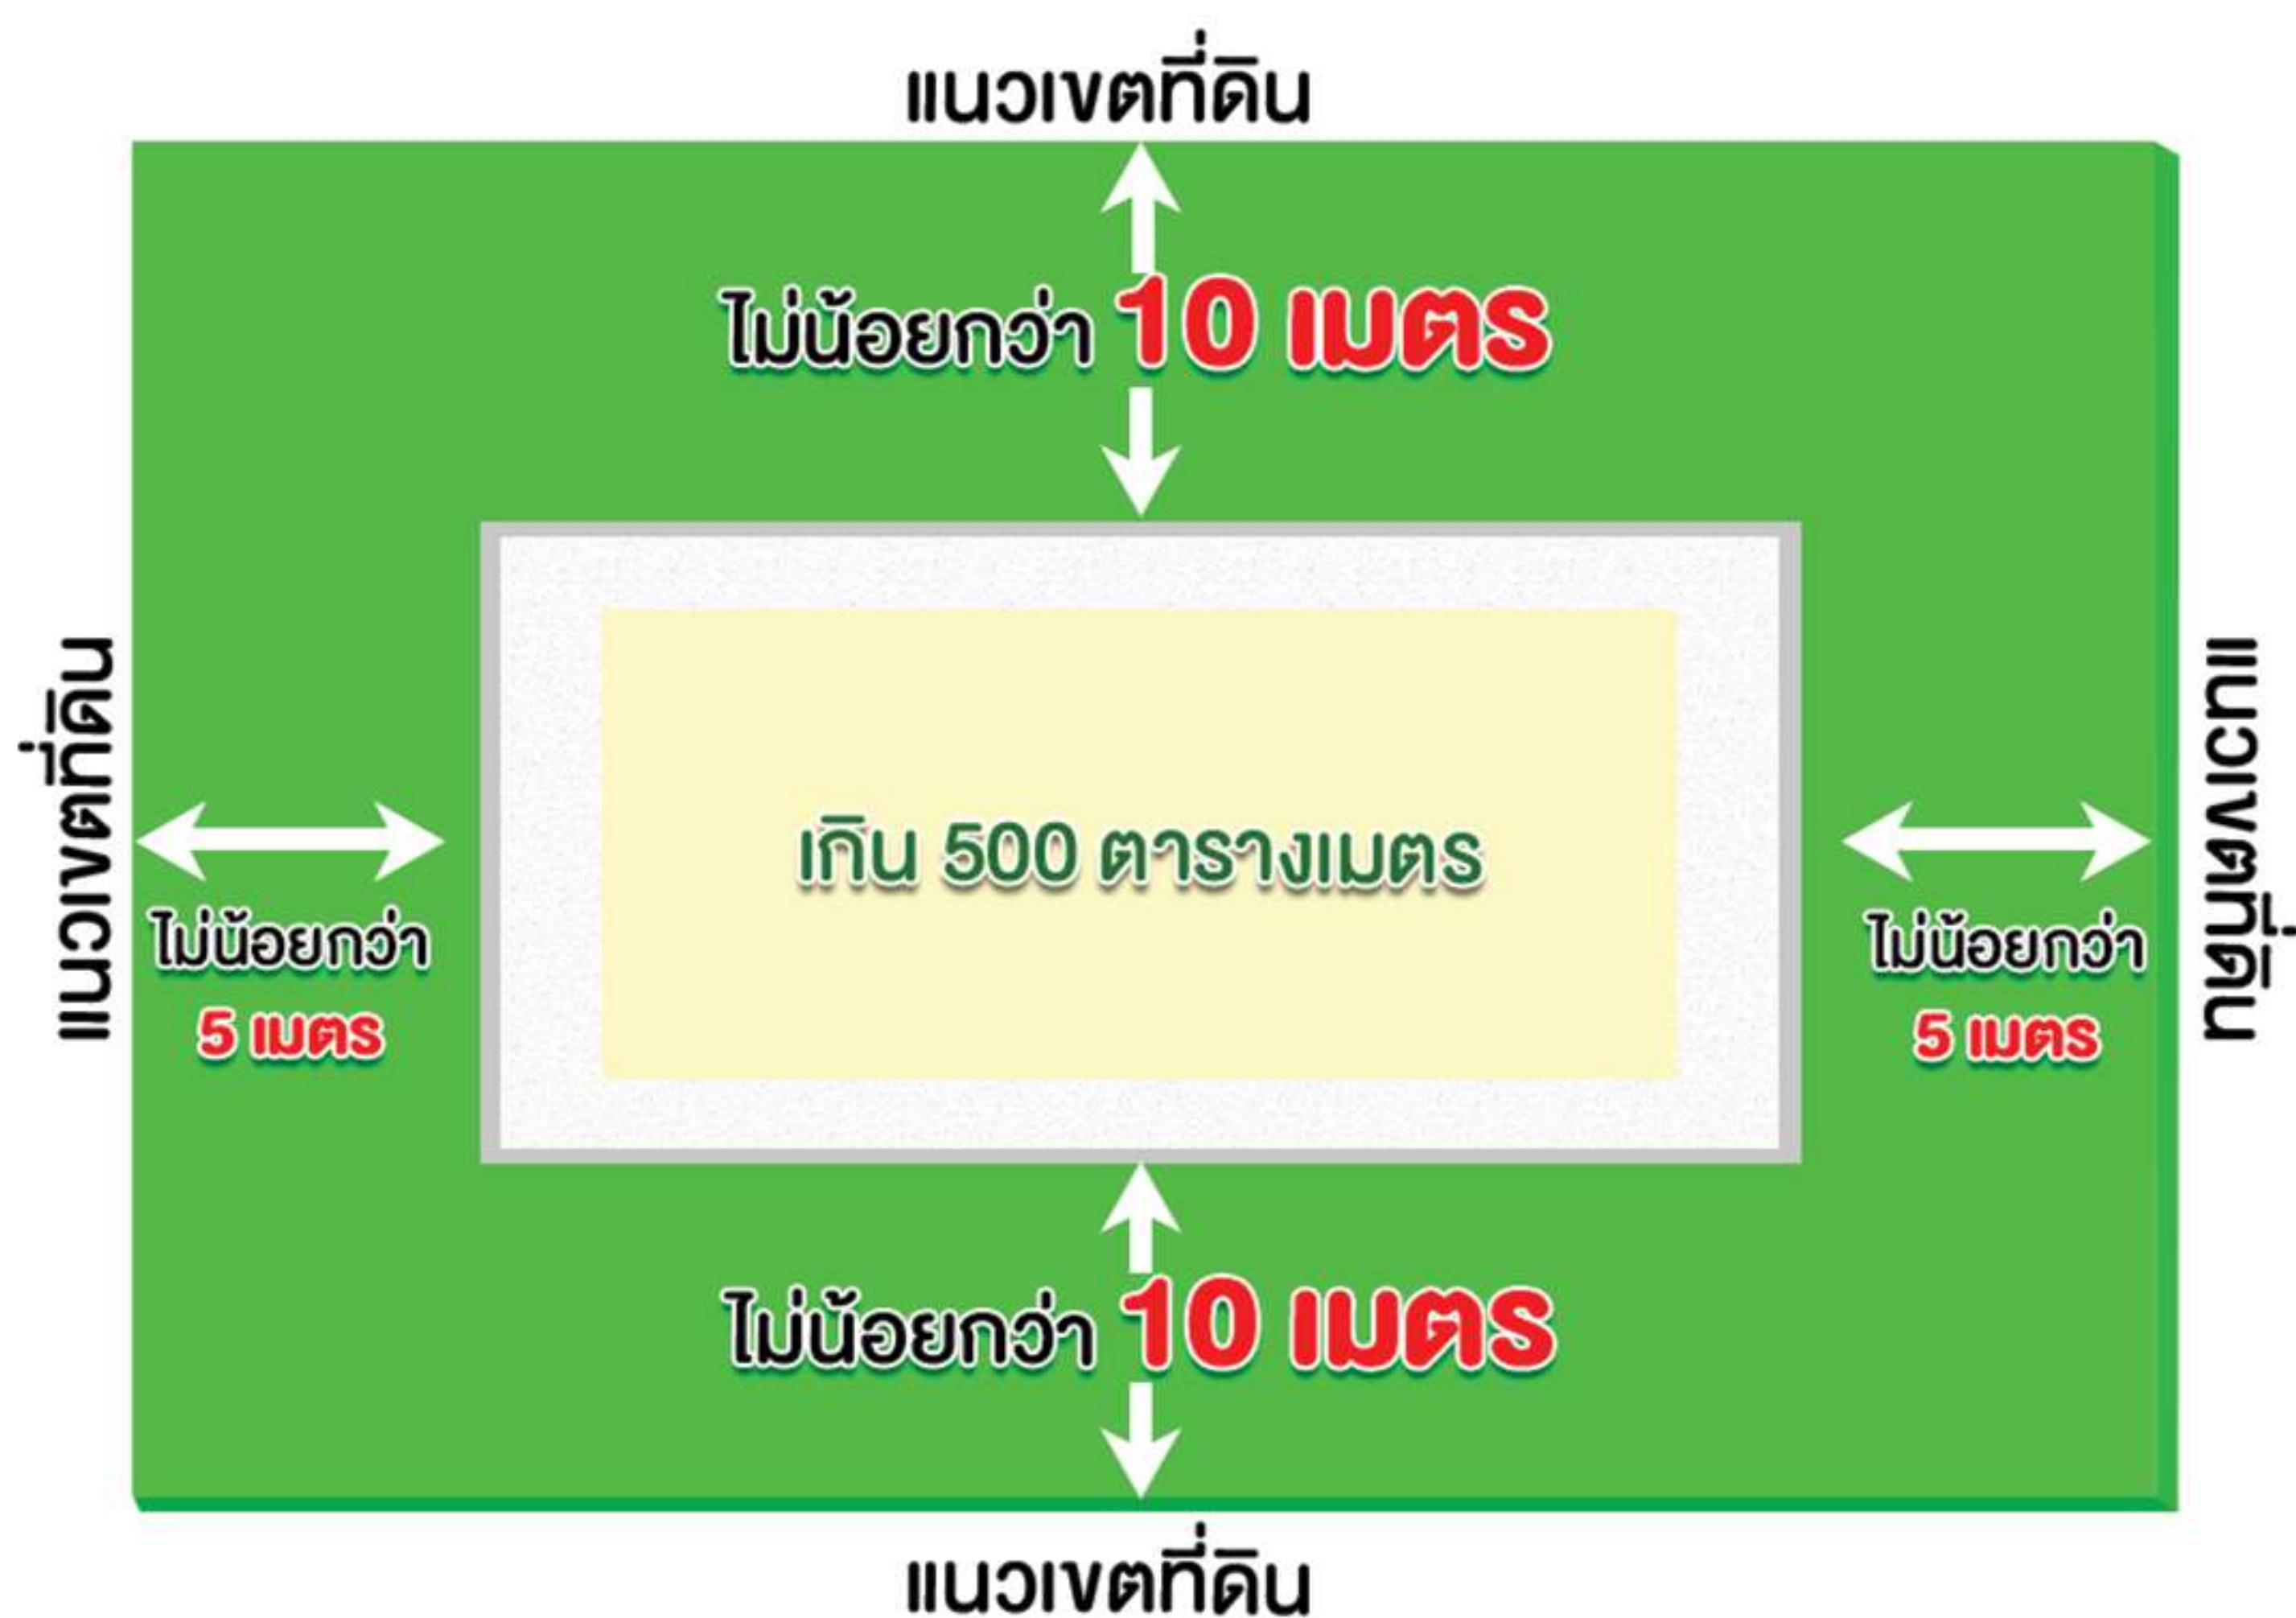 แนวเขตที่ดิน
ไม่น้อยกว่า 10 เมตร
แนวเขตที่ดิน
ไม่น้อยกว่า
5 เมตร
เกิน 500 ตารางเมตร
ไม่น้อยกว่า
5 เมตร
แนวเขตที่ดิน
ไม่น้อยกว่า 10 เมตร
แนวเขตที่ดิน